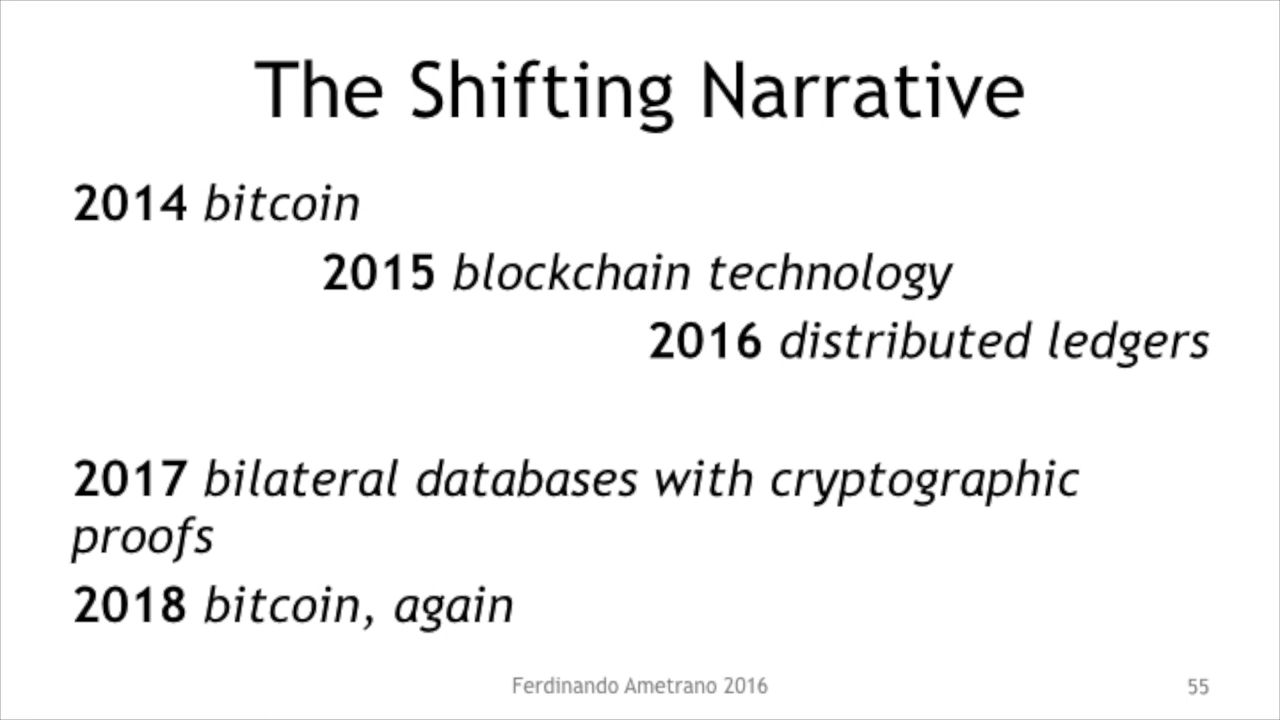 The Shifting Narrative
2014 bitcoin
2015 blockchain technology
2016 distributed ledgers
2017 bilateral databases with cryptographic
proofs
2018 bitcoin, again
Ferdinando Ametrano 2016
55